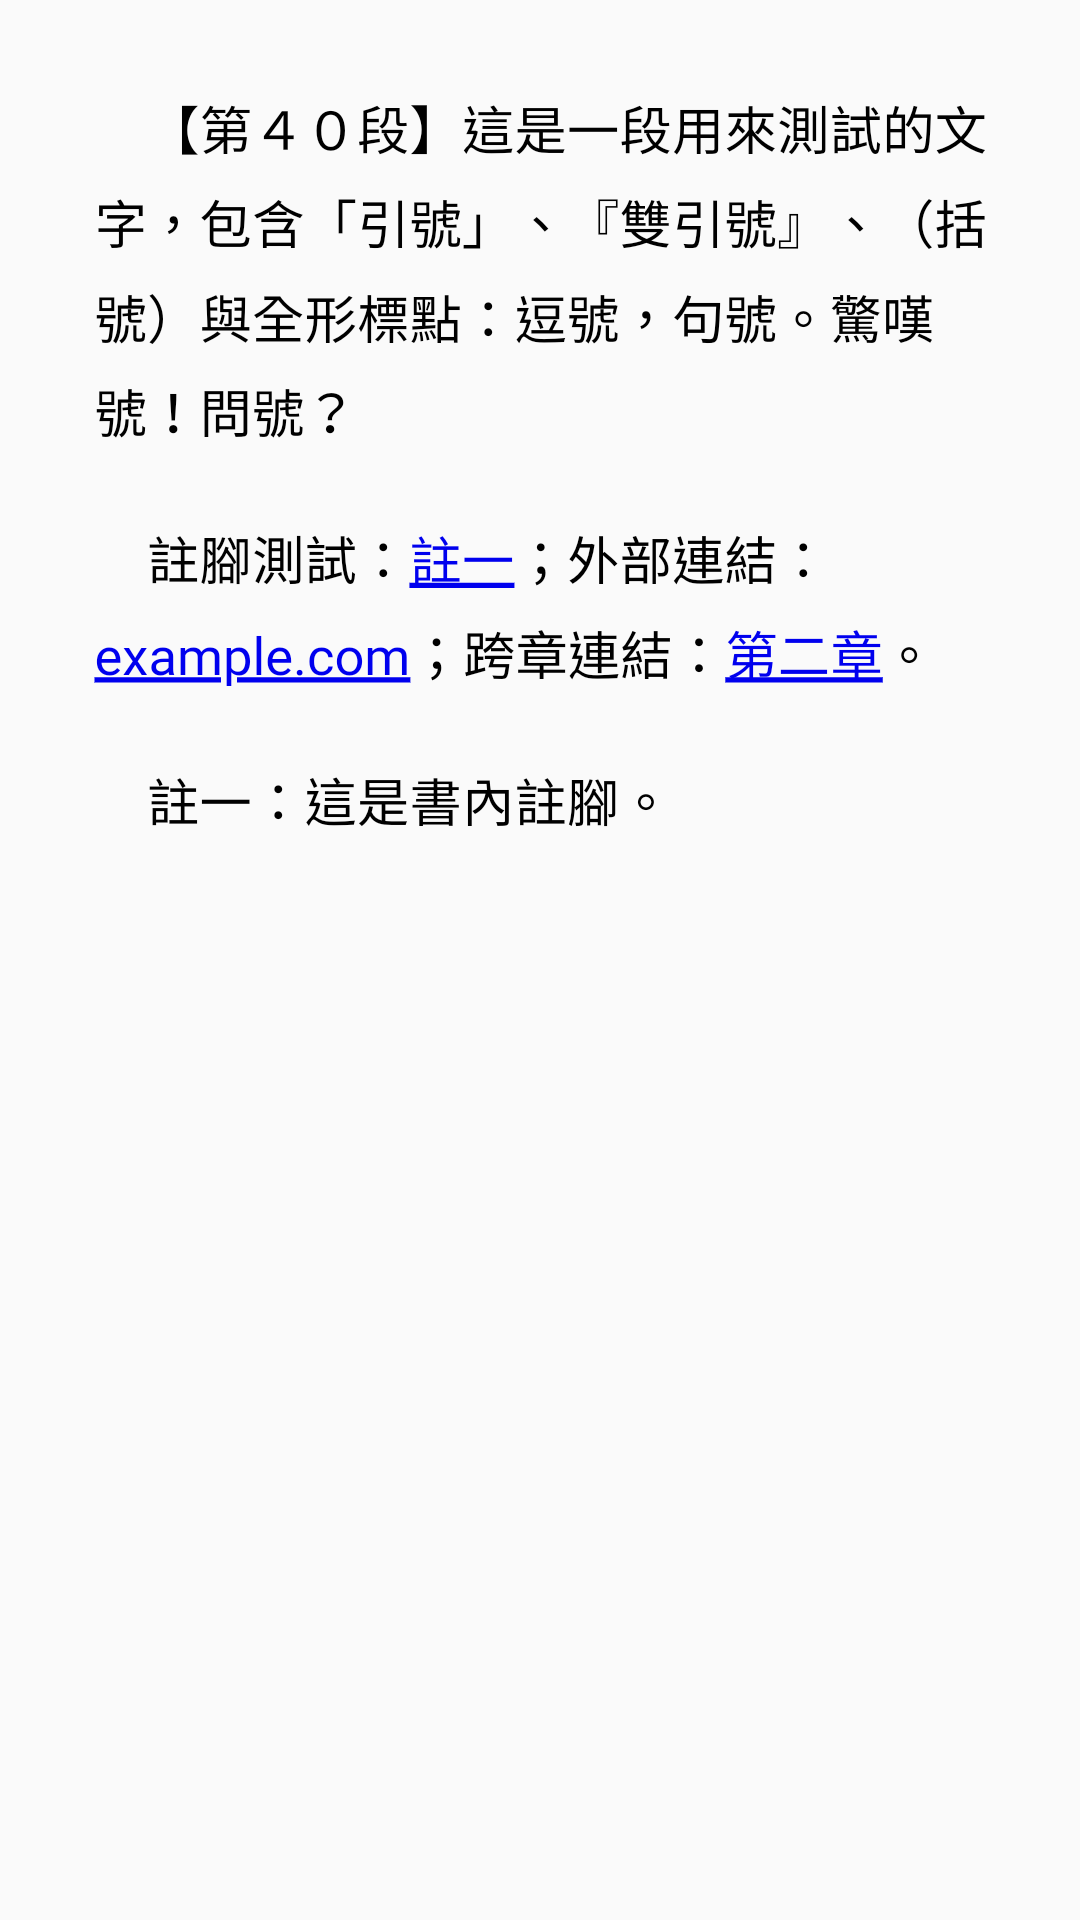 【第４０段】這是一段用來測試的文
字，包含「引號」、『雙引號』、（括
號）與全形標點：逗號，句號。驚嘆
號！問號？
註腳測試：註一；外部連結：
example.com；跨章連結：第二章。
註一：這是書內註腳。